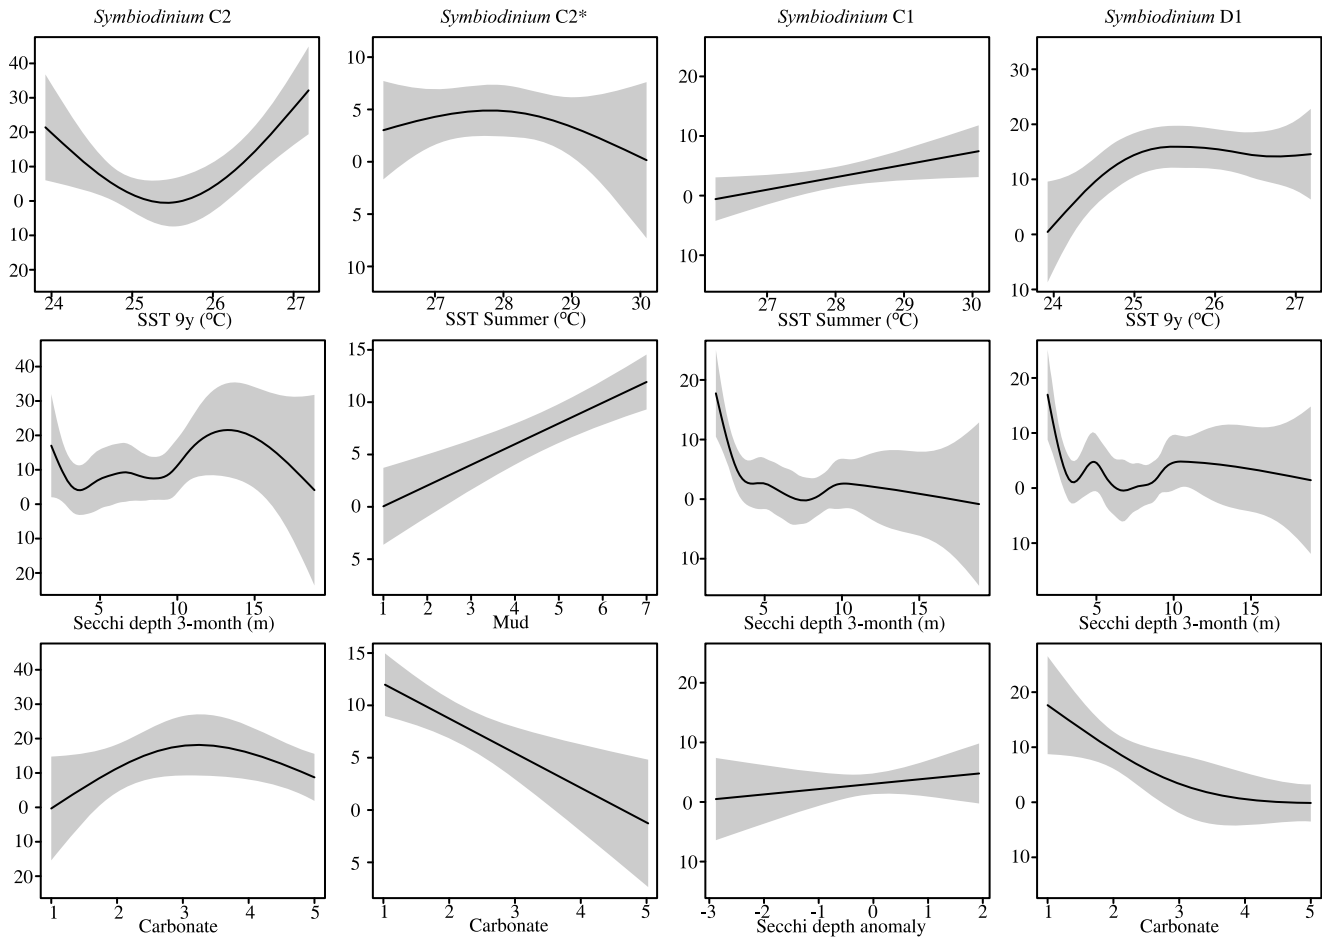 Symbiodinium C2 Symbiodinium C2* Symbiodinium C1 Symbiodinium D1
40
30
20
10
0
10
20
24 25 26 27
SST 9y (°C)
10
5
0
5
10
27 28 29 30
SST Summer (°C)
20
10
0
10
27 28 29 30
SST Summer (°C)
30
20
10
0
10
24 25 26 27
SST 9y (°C)
40
30
20
10
0
10
20
5 10 15
Secchi depth 3-month (m)
15
10
5
0
5
1 2 3 4 5 6 7
Mud
20
10
0
10
5 10 15
Secchi depth 3-month (m)
20
10
0
10
5 10 15
Secchi depth 3-month (m)
40
30
20
10
0
10
20
1 2 3 4 5
Carbonate
15
10
5
0
5
1 2 3 4 5
Carbonate
20
10
0
10
-3 -2 -1 0 1 2
Secchi depth anomaly
20
10
0
10
1 2 3 4 5
Carbonate